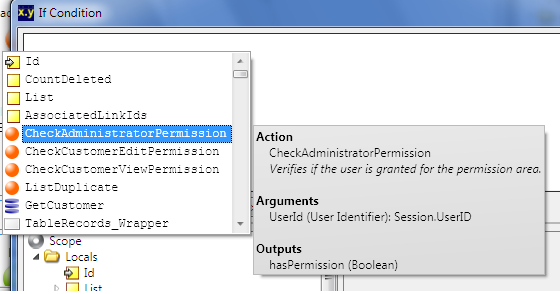 x.y If Condition
Id
CountDeleted
List
AssociatedLinkIds
CheckAdministratorPermission
CheckCustomerEditPermission
CheckCustomerViewPermission
ListDuplicate
GetCustomer
TableRecords_Wrapper
Action
CheckAdministratorPermission
Verifies if the user is granted for the permission area.
Arguments
UserId (User Identifier): Session.UserID
Outputs
hasPermission (Boolean)
Scope
Locals
Id
List